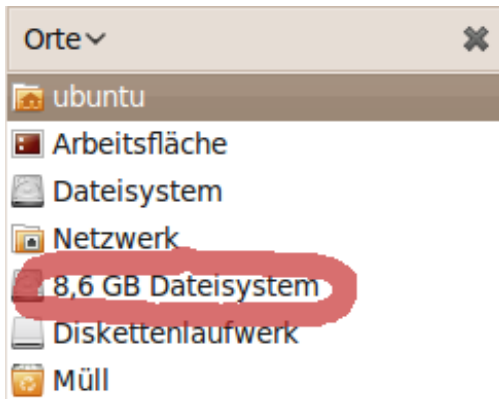 Orte
ubuntu
Arbeitsfläche
Dateisystem
Netzwerk
8,6 GB Dateisystem
Diskettenlaufwerk
Müll